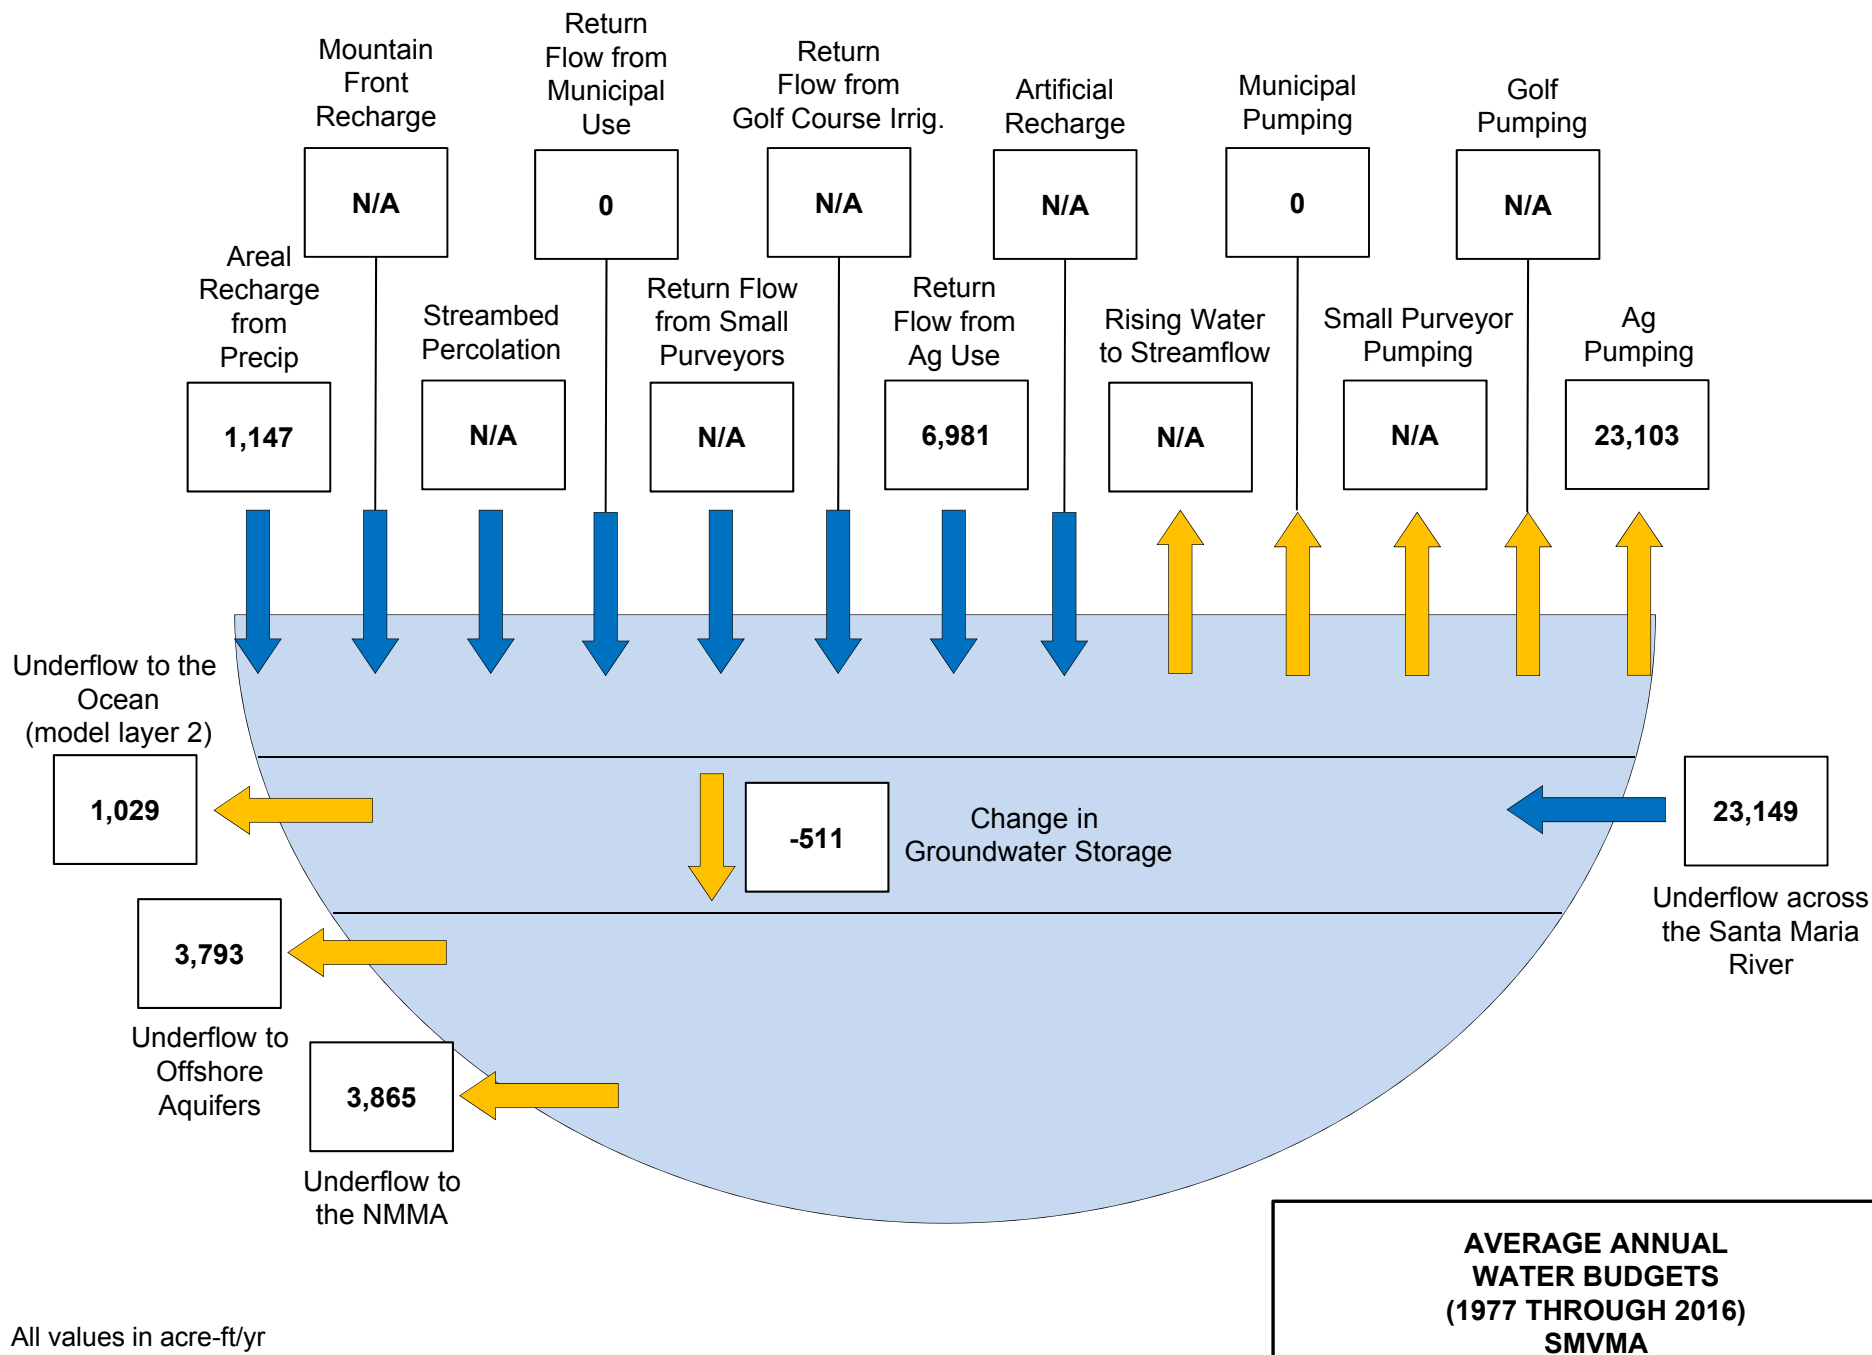 Mountain
Front
Recharge
N/A
Return
Flow from
Municipal
Use
0
Return
Flow from
Golf Course Irrig.
N/A
Artificial
Recharge
N/A
Municipal
Pumping
0
Golf
Pumping
N/A
Areal
Recharge
from
Precip
1,147
Streambed
Percolation
N/A
Return Flow
from Small
Purveyors
N/A
Return
Flow from
Ag Use
6,981
Rising Water
to Streamflow
N/A
Small Purveyor
Pumping
N/A
Ag
Pumping
23,103
Underflow to the
Ocean
(model layer 2)
1,029
-511
Change in
Groundwater Storage
23,149
Underflow across
the Santa Maria
River
3,793
Underflow to
Offshore
Aquifers
3,865
Underflow to
the NMMA
AVERAGE ANNUAL
WATER BUDGETS
(1977 THROUGH 2016)
SMVMA
All values in acre-ft/yr